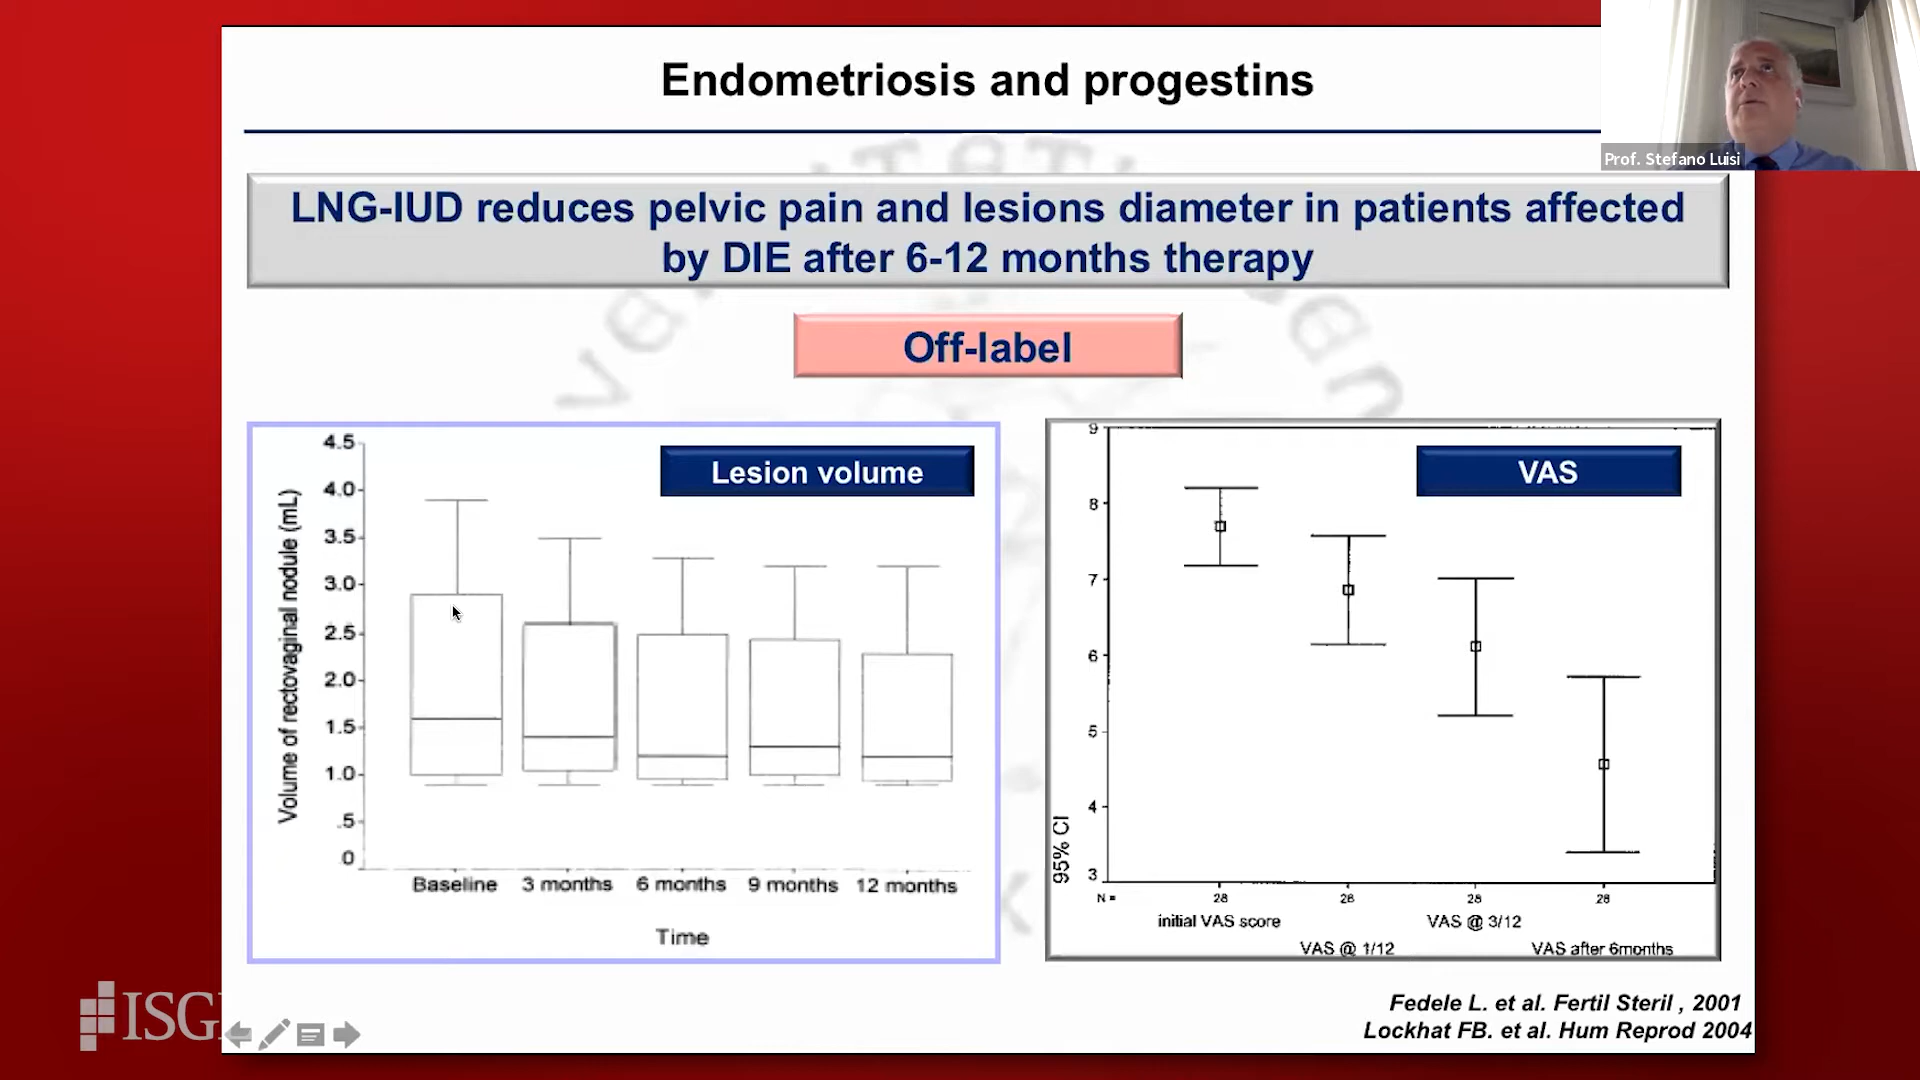 Endometriosis and progestins
Prof. Stefano Luisi
LNG-IUD reduces pelvic pain and lesions diameter in patients affected
by DIE after 6-12 months therapy
Off-label
Lesion volume
Volume of rectovaginal nodule (mL)
4.5
4.0
3.5
3.0
2.5
2.0
1.5
1.0
.5
0
Baseline 3 months 6 months 9 months 12 months
Time
VAS
95% CI
9
8
7
6
5
4
3
N = 28 28 28 28
initial VAS score VAS @ 3/12
VAS @ 1/12 VAS after 6months
Fedele L. et al. Fertil Steril , 2001
Lockhat FB. et al. Hum Reprod 2004
ISG